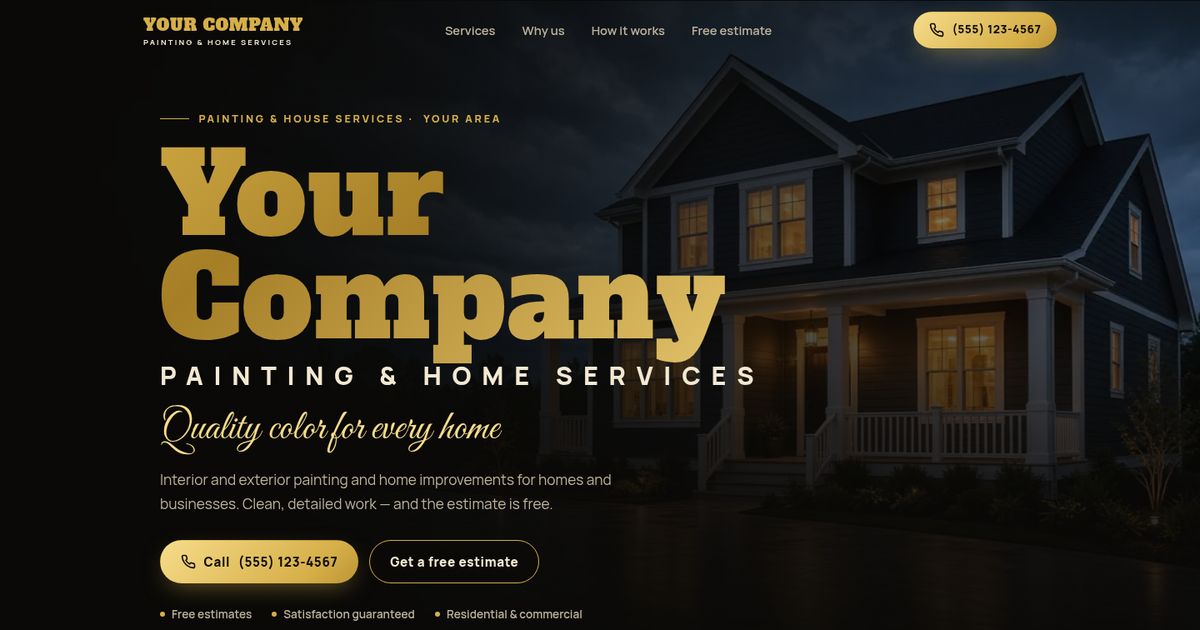 YOUR COMPANY
PAINTING & HOME SERVICES
Services Why us How it works Free estimate
(555) 123-4567
PAINTING & HOUSE SERVICES · YOUR AREA
Your
Company
PAINTING & HOME SERVICES
Quality color for every home
Interior and exterior painting and home improvements for homes and
businesses. Clean, detailed work — and the estimate is free.
Call (555) 123-4567 Get a free estimate
Free estimates Satisfaction guaranteed Residential & commercial